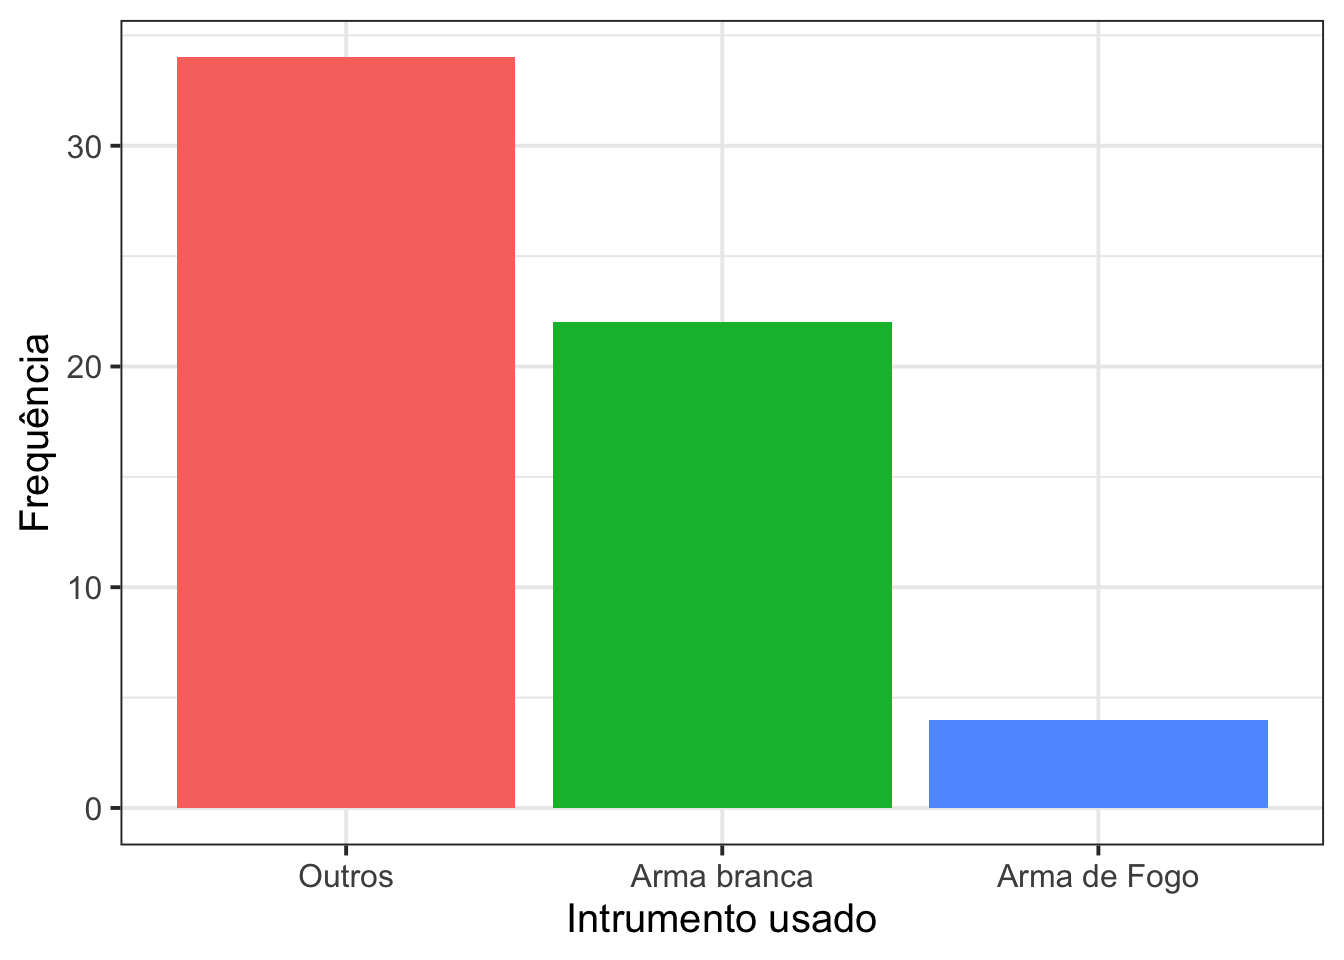 Frequência
30
20
10
0
Outros
Arma branca
Arma de Fogo
Intrumento usado